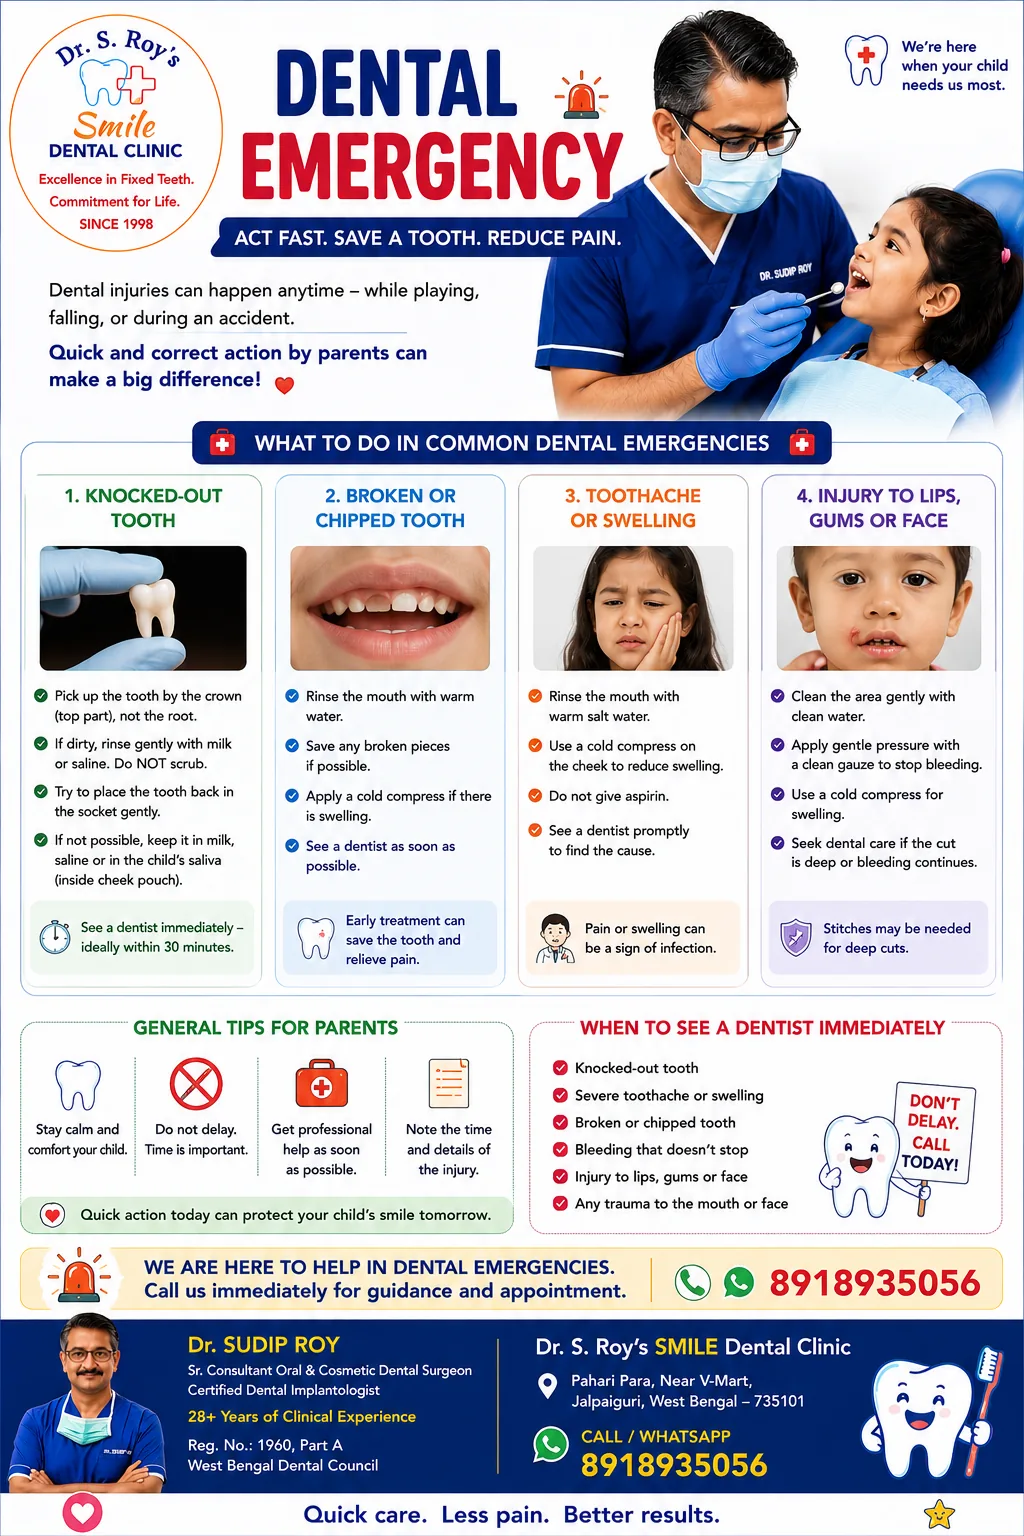 Dr. S. Roy's
Smile
DENTAL CLINIC
Excellence in Fixed Teeth.
Commitment for Life.
SINCE 1998
DENTAL
EMERGENCY
ACT FAST. SAVE A TOOTH. REDUCE PAIN.
We're here
when your child
needs us most.
DR. SUDIP ROY
Dental injuries can happen anytime – while playing,
falling, or during an accident.
Quick and correct action by parents can
make a big difference!
WHAT TO DO IN COMMON DENTAL EMERGENCIES
1. KNOCKED-OUT
TOOTH
Pick up the tooth by the crown
(top part), not the root.
If dirty, rinse gently with milk
or saline. Do NOT scrub.
Try to place the tooth back in
the socket gently.
If not possible, keep it in milk,
saline or in the child's saliva
(inside cheek pouch).
See a dentist immediately –
ideally within 30 minutes.
2. BROKEN OR
CHIPPED TOOTH
Rinse the mouth with warm
water.
Save any broken pieces
if possible.
Apply a cold compress if there
is swelling.
See a dentist as soon as
possible.
Early treatment can
save the tooth and
relieve pain.
3. TOOTHACHE
OR SWELLING
Rinse the mouth with
warm salt water.
Use a cold compress on
the cheek to reduce swelling.
Do not give aspirin.
See a dentist promptly
to find the cause.
Pain or swelling can
be a sign of infection.
4. INJURY TO LIPS,
GUMS OR FACE
Clean the area gently with
clean water.
Apply gentle pressure with
a clean gauze to stop bleeding.
Use a cold compress for
swelling.
Seek dental care if the cut
is deep or bleeding continues.
Stitches may be needed
for deep cuts.
GENERAL TIPS FOR PARENTS
Stay calm and
comfort your child.
Do not delay.
Time is important.
Get professional
help as soon
as possible.
Note the time
and details of
the injury.
Quick action today can protect your child's smile tomorrow.
WHEN TO SEE A DENTIST IMMEDIATELY
Knocked-out tooth
Severe toothache or swelling
Broken or chipped tooth
Bleeding that doesn't stop
Injury to lips, gums or face
Any trauma to the mouth or face
DON'T
DELAY.
CALL
TODAY!
WE ARE HERE TO HELP IN DENTAL EMERGENCIES.
Call us immediately for guidance and appointment.
8918935056
Dr. SUDIP ROY
Sr. Consultant Oral & Cosmetic Dental Surgeon
Certified Dental Implantologist
28+ Years of Clinical Experience
Reg. No.: 1960, Part A
West Bengal Dental Council
Dr. S. Roy's SMILE Dental Clinic
Pahari Para, Near V-Mart,
Jalpaiguri, West Bengal – 735101
CALL / WHATSAPP
8918935056
Quick care. Less pain. Better results.